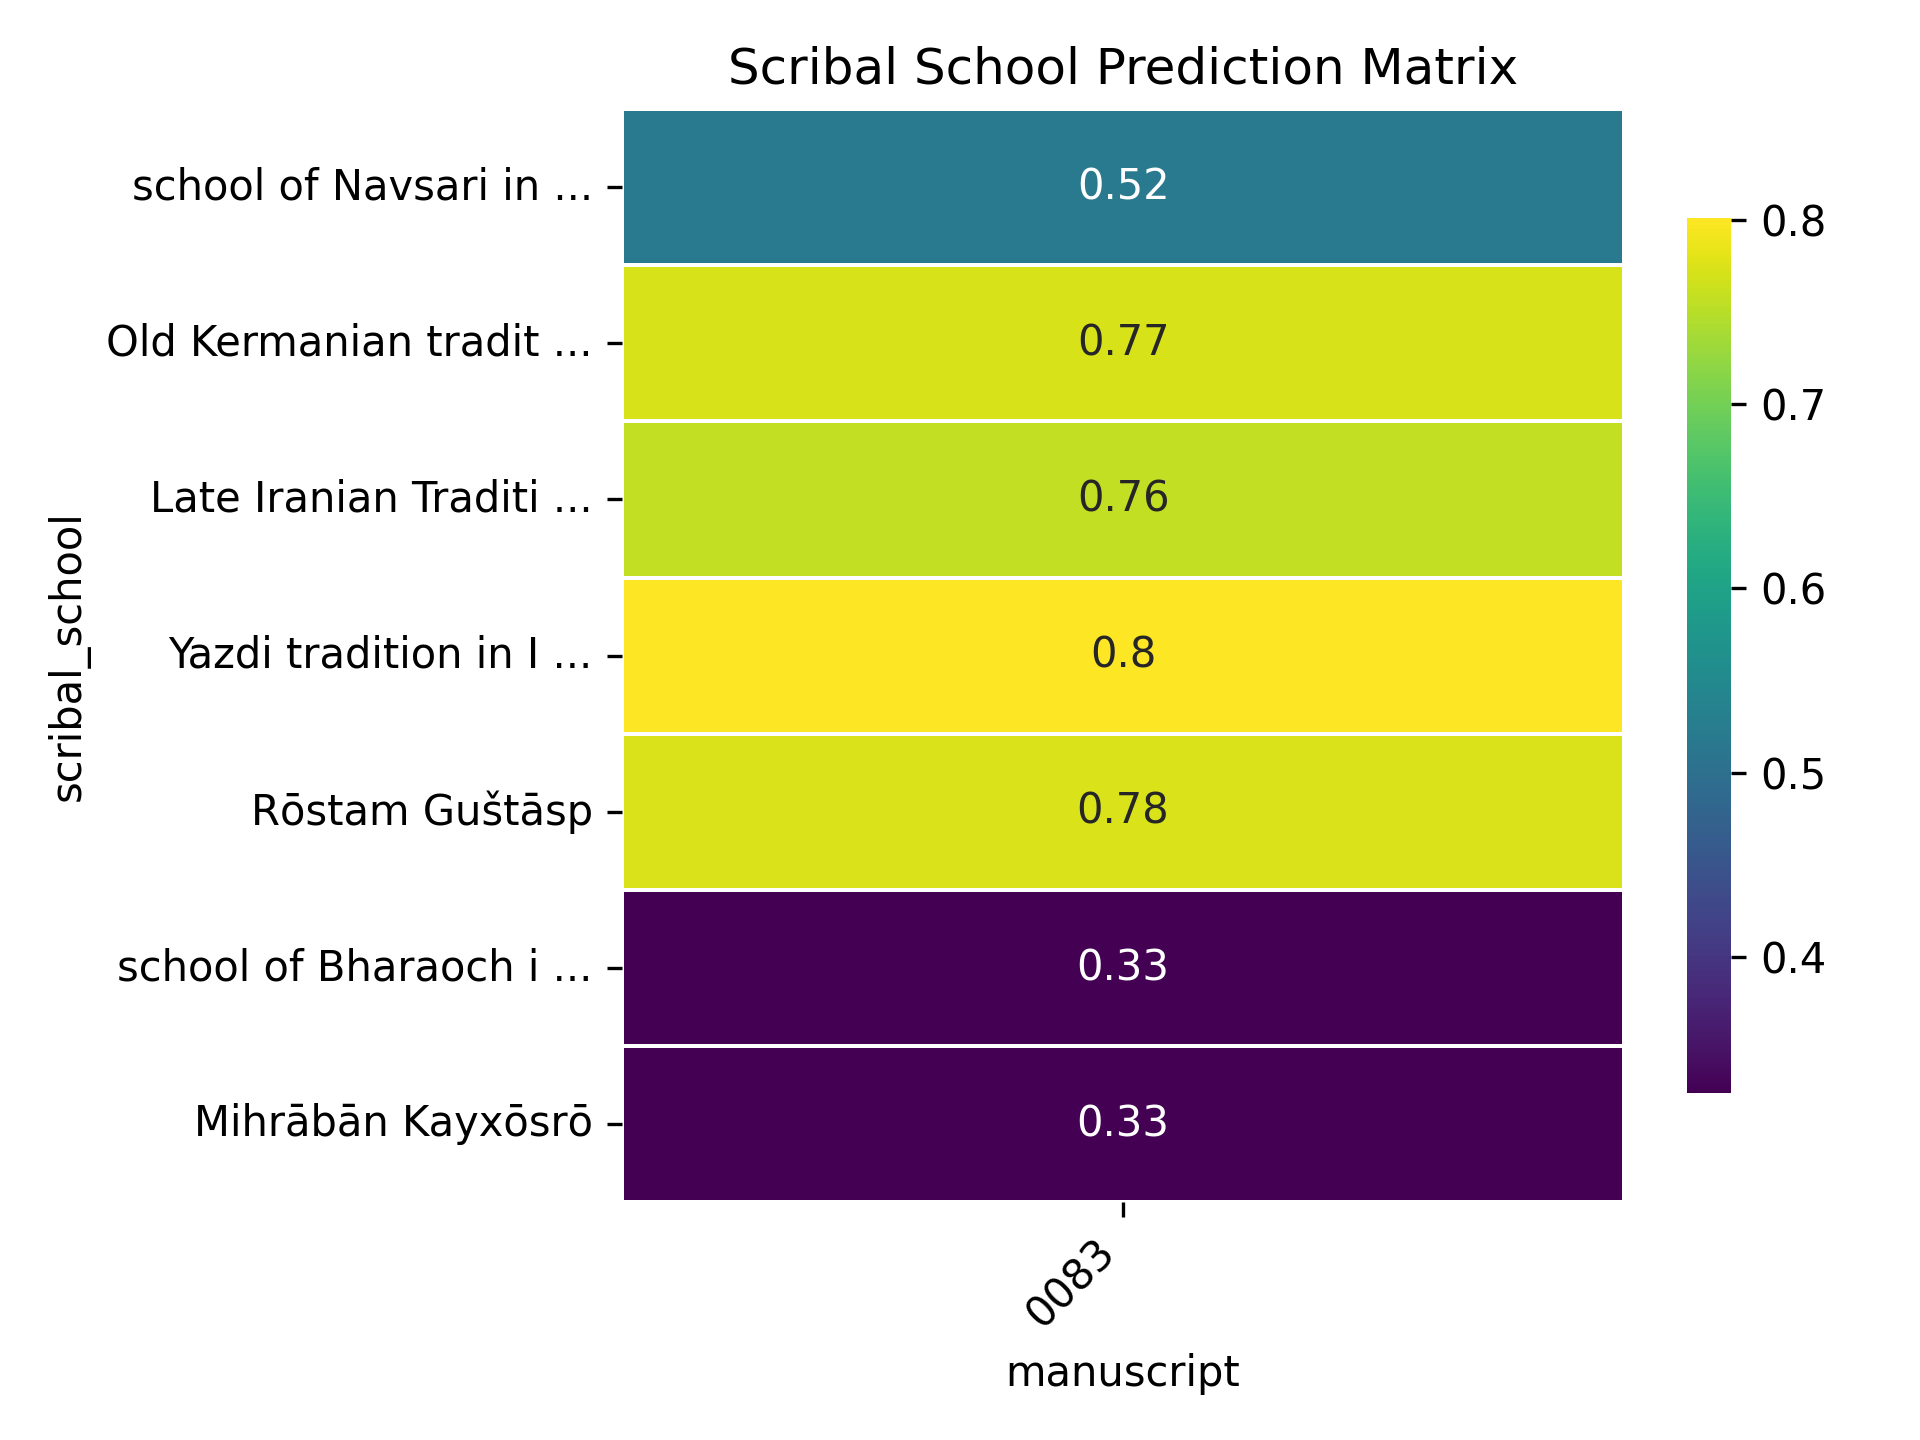 Scribal School Prediction Matrix
scribal_school
school of Navsari in ...
0.52
Old Kermanian tradit ...
0.77
Late Iranian Traditi ...
0.76
Yazdi tradition in I ...
0.8
Rōstam Guštāsp
0.78
school of Bharaoch i ...
0.33
Mihrābān Kayxōsrō
0.33
0083
manuscript
0.8
0.7
0.6
0.5
0.4